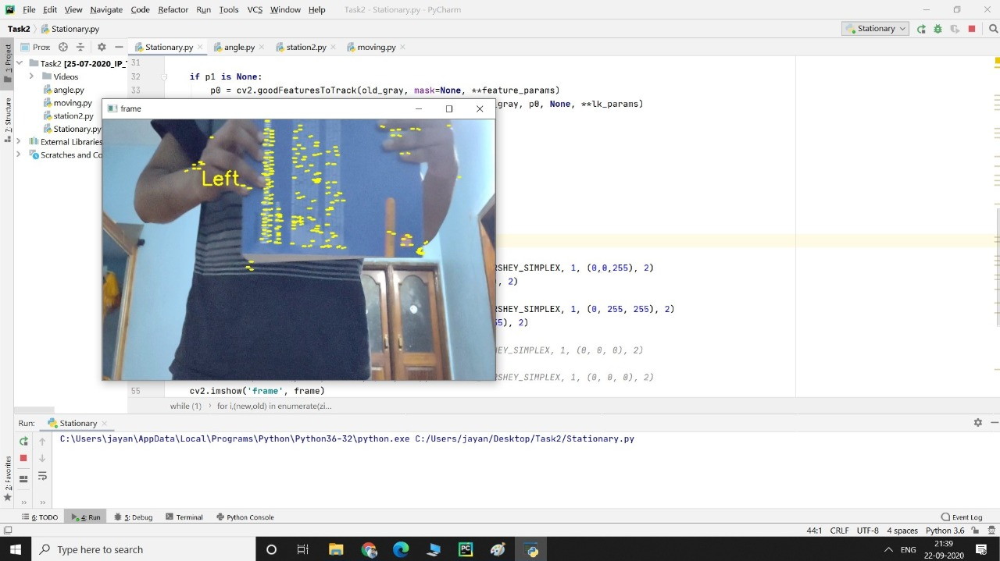 File Edit View Navigate Code Refactor Run Tools VCS Window Help Task2 - Stationary.py - PyCharm
Task2 Stationary.py Stationary
1: Project
Stationary.py angle.py station2.py moving.py
Task2 [25-07-2020_IP_T
Videos
angle.py
moving.py
station2.py
Stationary.py
External Libraries
Scratches and Co
7: Structure
31
32 if p1 is None:
33 p0 = cv2.goodFeaturesToTrack(old_gray, mask=None, **feature_params)
gray, p0, None, **lk_params)
frame
Left
RSHEY_SIMPLEX, 1, (0,0,255), 2)
, 2)
RSHEY_SIMPLEX, 1, (0, 255, 255), 2)
55), 2)
HEY_SIMPLEX, 1, (0, 0, 0), 2)
RSHEY_SIMPLEX, 1, (0, 0, 0), 2)
55 cv2.imshow('frame', frame)
while (1) for i,(new,old) in enumerate(zi...
Run: Stationary
C:\Users\jayan\AppData\Local\Programs\Python\Python36-32\python.exe C:/Users/jayan/Desktop/Task2/Stationary.py
2: Favorites
6: TODO 4: Run 5: Debug Terminal Python Console Event Log
44:1 CRLF UTF-8 4 spaces Python 3.6
Type here to search
ENG
21:39
22-09-2020